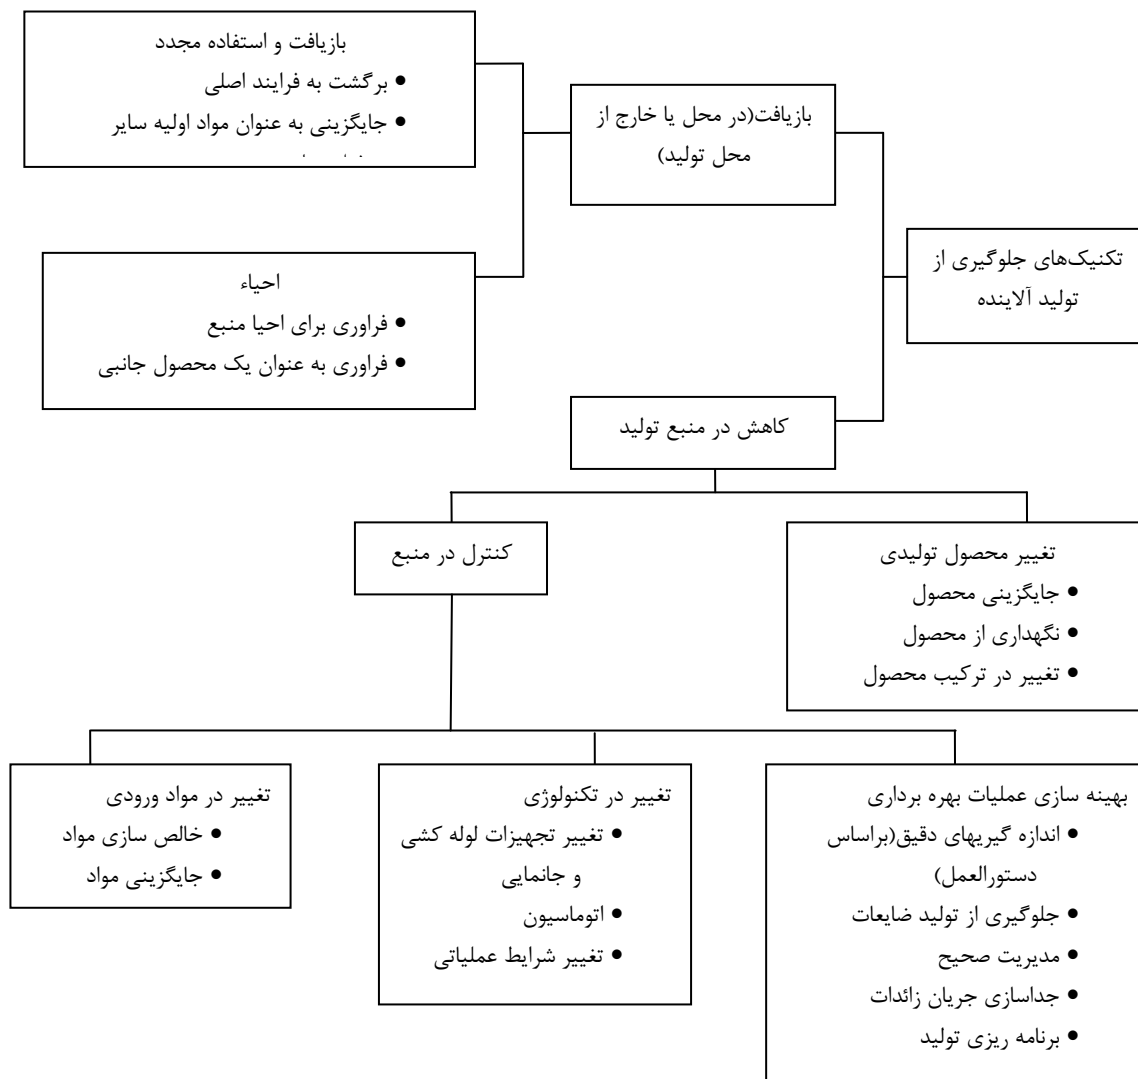 بازیافت و استفاده مجدد
• برگشت به فرایند اصلی
• جایگزینی به عنوان مواد اولیه سایر
بازیافت(در محل یا خارج از
محل تولید)
تکنیک‌های جلوگیری از
تولید آلاینده
احیاء
• فراوری برای احیا منبع
• فراوری به عنوان یک محصول جانبی
کاهش در منبع تولید
کنترل در منبع
تغییر محصول تولیدی
• جایگزینی محصول
• نگهداری از محصول
• تغییر در ترکیب محصول
بهینه سازی عملیات بهره برداری
• اندازه گیریهای دقیق(براساس
دستورالعمل)
• جلوگیری از تولید ضایعات
• مدیریت صحیح
• جداسازی جریان زائدات
• برنامه ریزی تولید
تغییر در تکنولوژی
• تغییر تجهیزات لوله کشی
و جانمایی
• اتوماسیون
• تغییر شرایط عملیاتی
تغییر در مواد ورودی
• خالص سازی مواد
• جایگزینی مواد